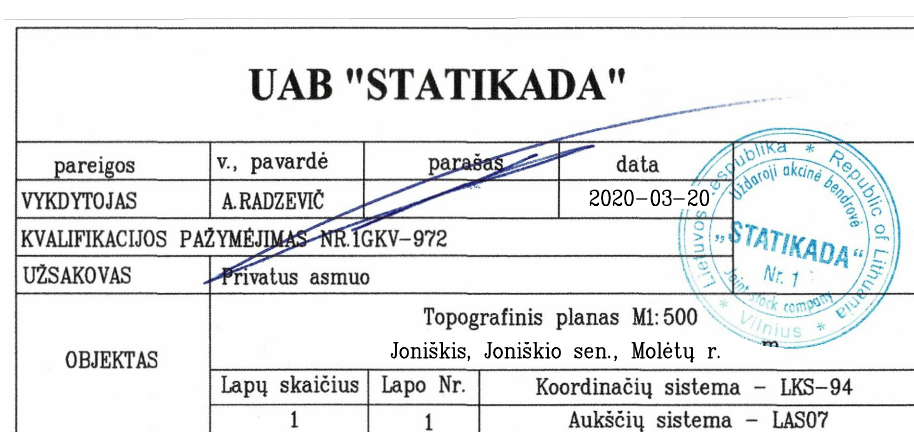 UAB "STATIKADA"
pareigos v., pavardė parašas data
VYKDYTOJAS A.RADZEVIČ 2020-03-20
KVALIFIKACIJOS PAŽYMĖJIMAS NR.1GKV-972
UŽSAKOVAS Privatus asmuo
Lietuvos Respublika * Republic of Lithuania * Vilnius *
Uždaroji akcinė bendrovė
„STATIKADA“
Nr. 1
Joint stock company
OBJEKTAS
Topografinis planas M1:500
Joniškis, Joniškio sen., Molėtų r.
m
Lapų skaičius Lapo Nr. Koordinačių sistema - LKS-94
1 1 Aukščių sistema - LAS07